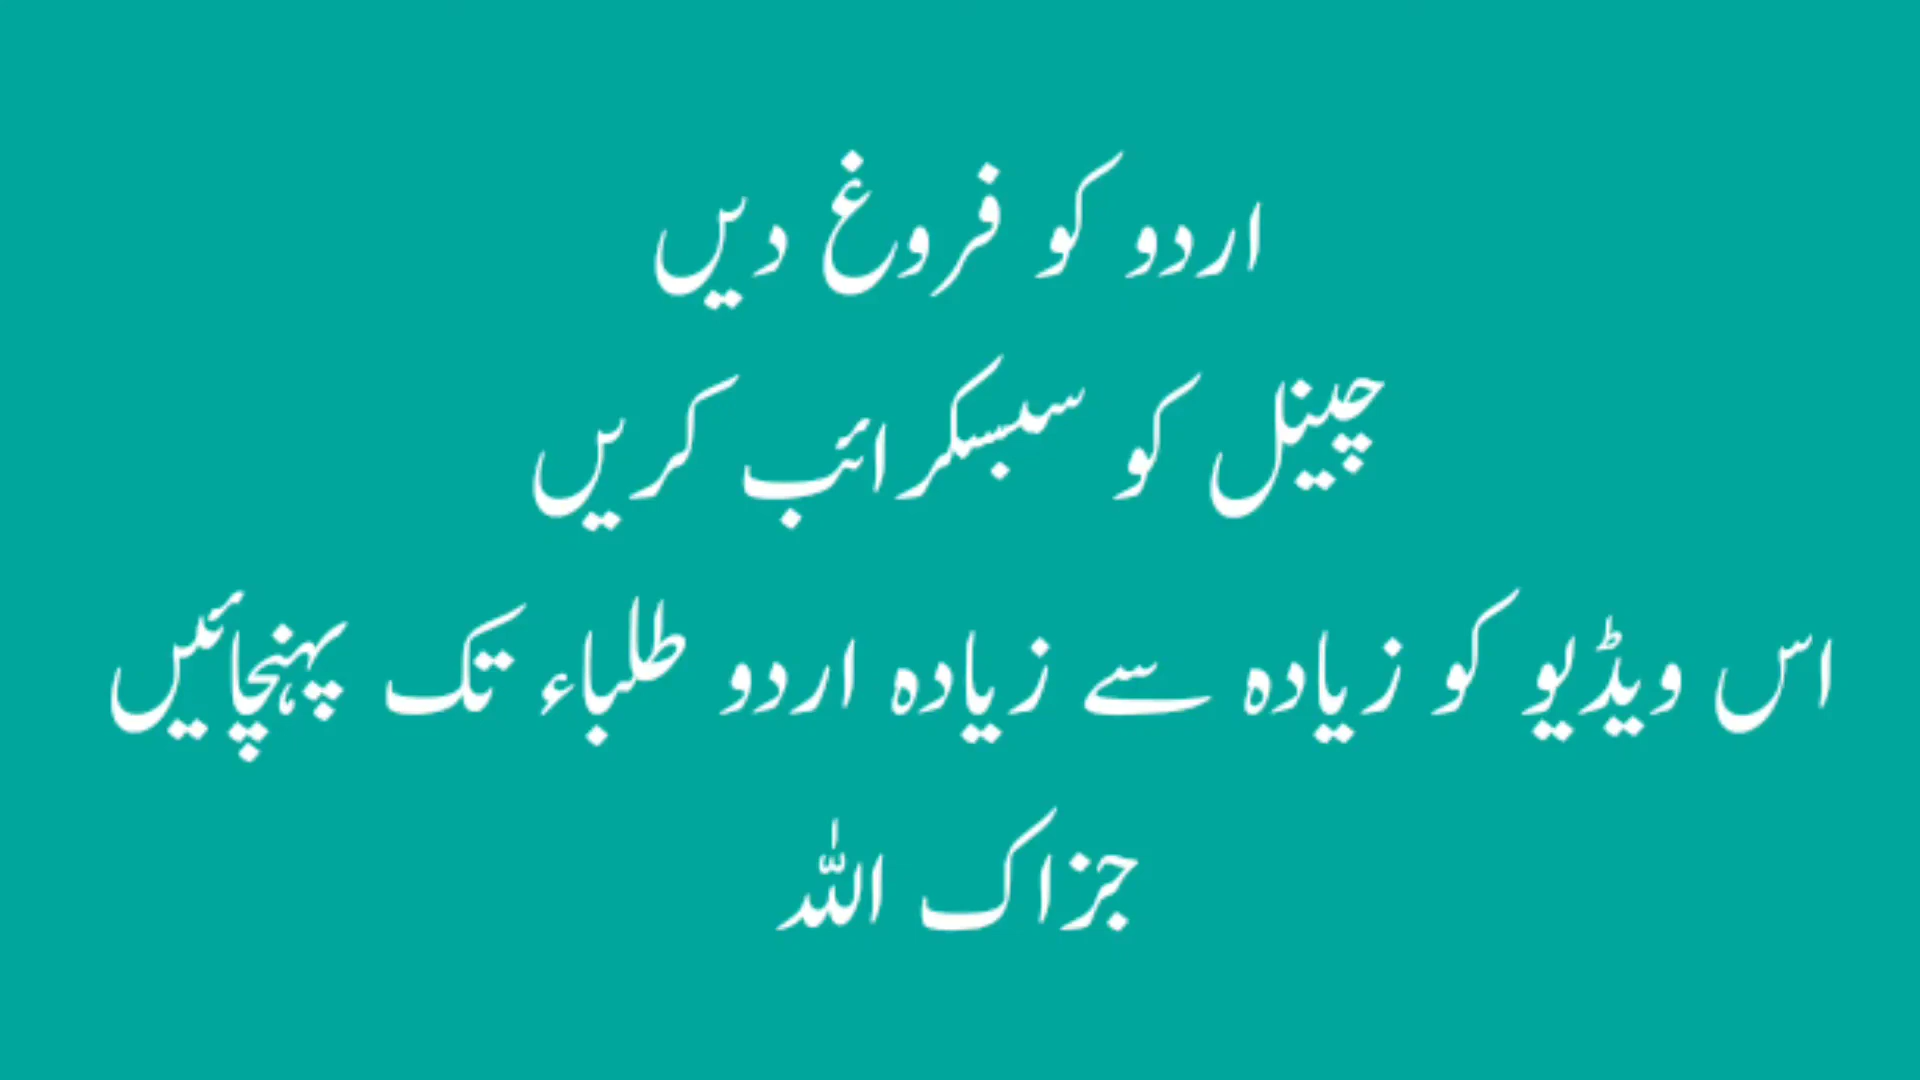 اردو کو فروغ دیں
چینل کو سبسکرائب کریں
اس ویڈیو کو زیادہ سے زیادہ اردو طلباء تک پہنچائیں
جزاک اللہ